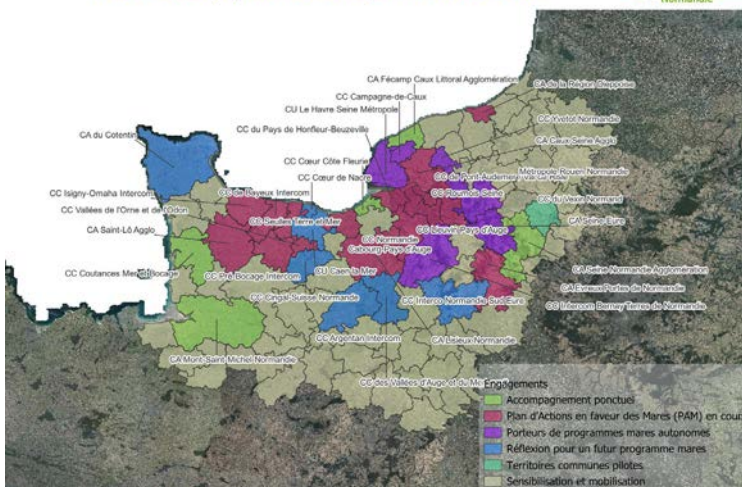 Normandie
CA Fécamp Caux Littoral Agglomération
CA de la Région Dieppoise
CC Campagne-de-Caux
CU Le Havre Seine Métropole
CC Yvetot Normandie
CA du Cotentin
CC du Pays de Honfleur-Beuzeville
CA Caux Seine Agglo
CC Cœur Côte Fleurie
CC de Pont-Audemer
Métropole Rouen Normandie
CC Isigny-Omaha Intercom
CC de Bayeux Intercom
CC Cœur de Nacre
CC Roumois Seine
CC du Vexin Normand
CC Vallées de l'Orne et de l'Odon
CC Seulles Terre et Mer
CC Lieuvin Pays d'Auge
CA Seine-Eure
CA Saint-Lô Agglo
CC Normandie
Cabourg-Pays d'Auge
CC Coutances Mer et Bocage
CC Pré-Bocage Intercom
CU Caen la Mer
CA Seine Normandie Agglomération
CC Cingal-Suisse Normande
CC Interco Normandie Sud Eure
CA Evreux Portes de Normandie
CC Intercom Bernay Terres de Normandie
CC Argentan Intercom
CA Lisieux Normandie
CA Mont-Saint-Michel Normandie
CC des Vallées d'Auge et du
Engagements
Accompagnement ponctuel
Plan d'Actions en faveur des Mares (PAM) en cour
Porteurs de programmes mares autonomes
Réflexion pour un futur programme mares
Territoires communes pilotes
Sensibilisation et mobilisation